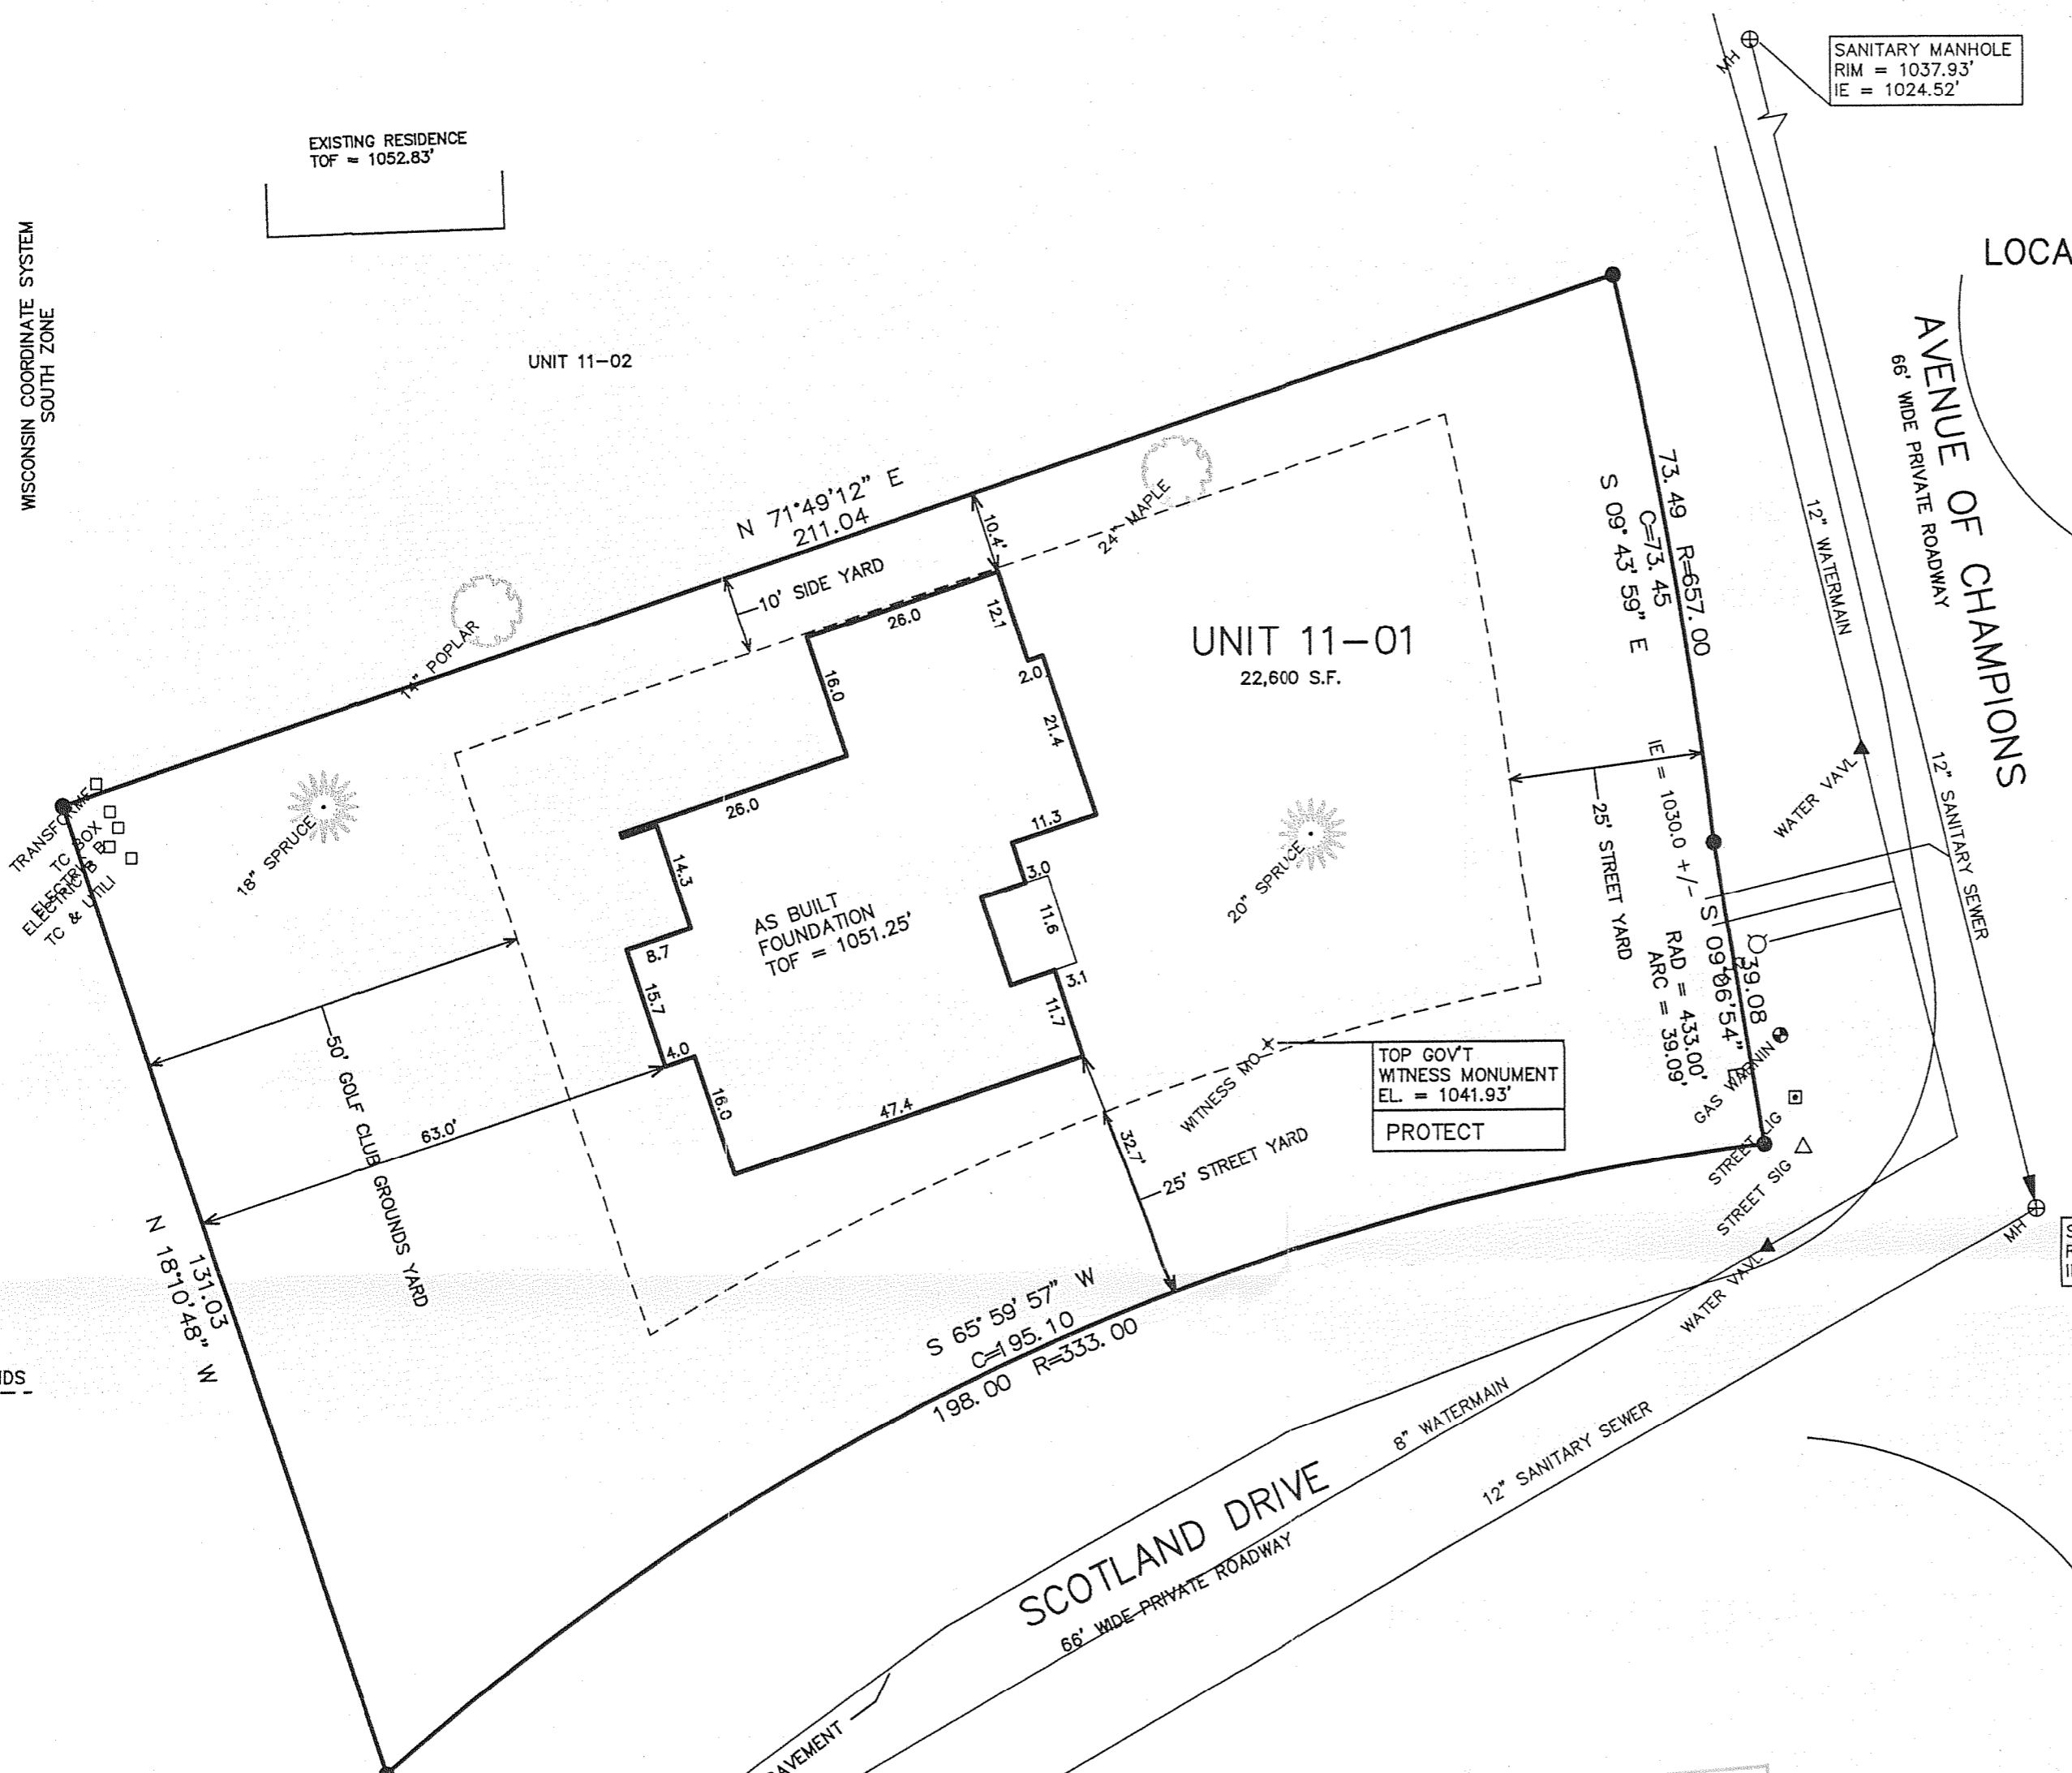 SANITARY MANHOLE
RIM = 1037.93'
IE = 1024.52'
MH
EXISTING RESIDENCE
TOF = 1052.83'
WISCONSIN COORDINATE SYSTEM
SOUTH ZONE
LOCA
UNIT 11-02
AVENUE OF CHAMPIONS
66' WIDE PRIVATE ROADWAY
N 71°49'12" E
211.04
10.4'
24" MAPLE
73.49 R=657.00
C=73.45
S 09°43'59" E
12" WATERMAIN
10' SIDE YARD
14" POPLAR
26.0
12.1
2.0
16.0
21.4
UNIT 11-01
22,600 S.F.
18" SPRUCE
26.0
11.3
14.3
3.0
11.6
3.1
11.7
20" SPRUCE
IE = 1030.0 +/-
25' STREET YARD
WATER VAVL
12" SANITARY SEWER
TRANSFORME
TC BOX
ELECTRIC B
ELECTRIC B
TC & UTILI
AS BUILT
FOUNDATION
TOF = 1051.25'
8.7
15.7
4.0
16.0
47.4
50' GOLF CLUB GROUNDS YARD
63.0'
S 09°06'54"
39.08
RAD = 433.00'
ARC = 39.09'
WITNESS MO
TOP GOV'T
WITNESS MONUMENT
EL. = 1041.93'
PROTECT
GAS WARNIN
STREET LIG
STREET SIG
32.7'
25' STREET YARD
MH
WATER VAVL
131.03
N 18°10'48" W
S 65°59'57" W
C=195.10
198.00 R=333.00
NDS
8" WATERMAIN
12" SANITARY SEWER
SCOTLAND DRIVE
66' WIDE PRIVATE ROADWAY
AVEMENT